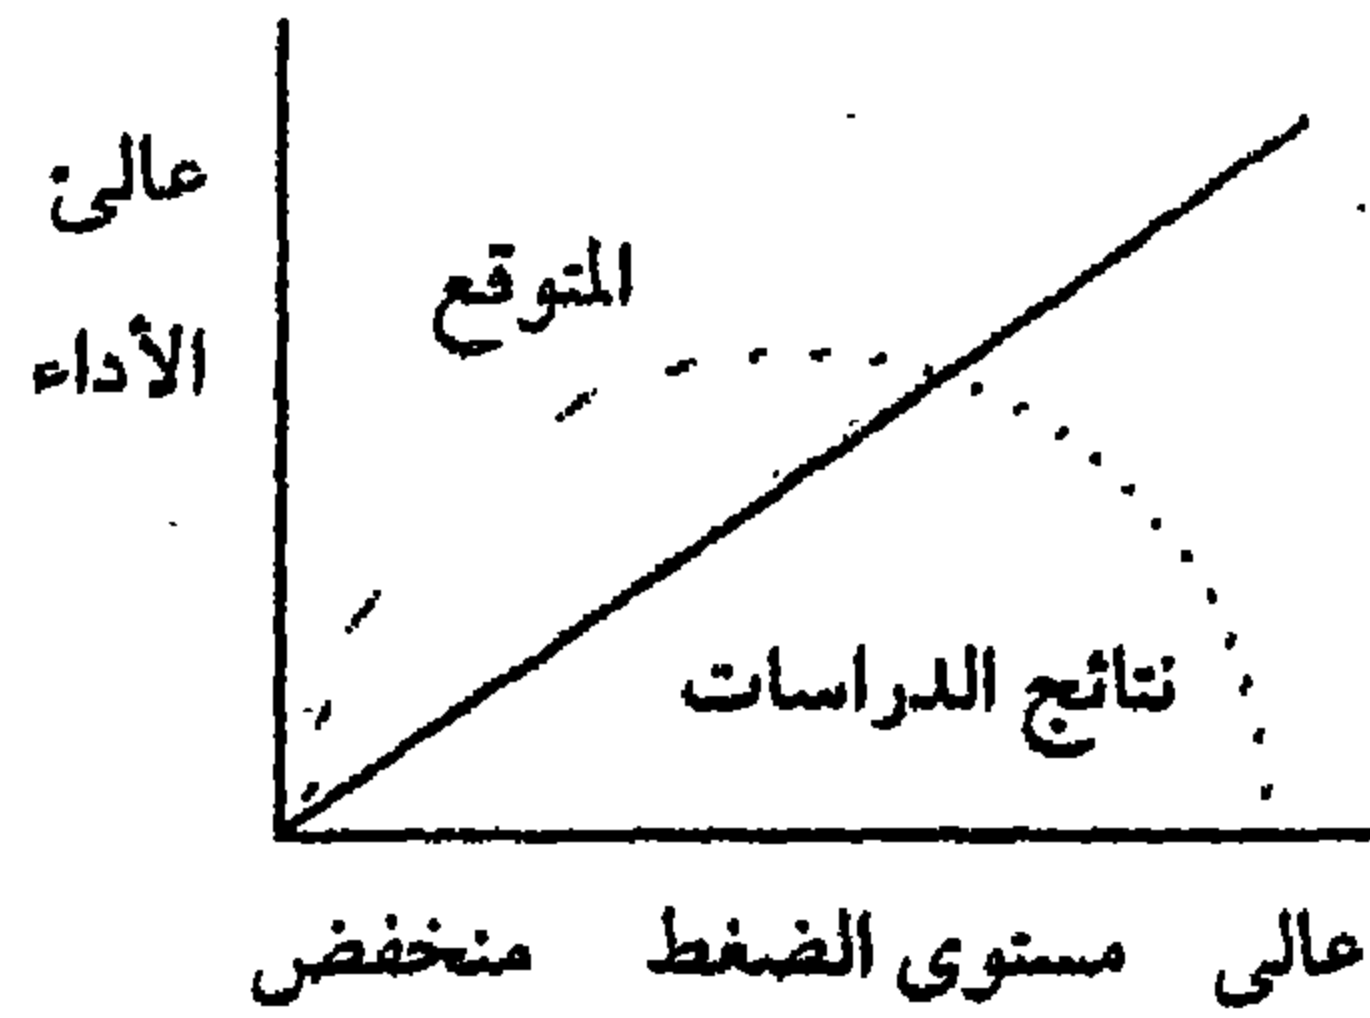 عالى
المتوقع
الأداء
نتائج الدراسات
منخفض مستوى الضغط عالى